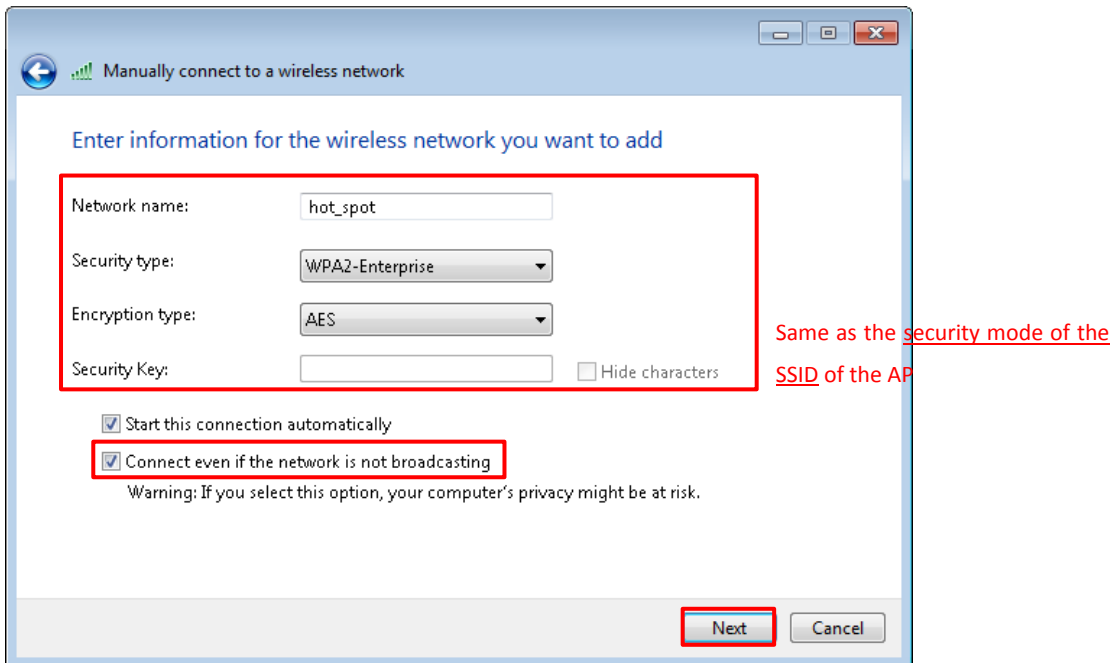 Manually connect to a wireless network
Enter information for the wireless network you want to add
Network name:
hot_spot
Security type:
WPA2-Enterprise
Encryption type:
AES
Same as the security mode of the
SSID of the AP
Security Key:
Hide characters
Start this connection automatically
Connect even if the network is not broadcasting
Warning: If you select this option, your computer's privacy might be at risk.
Next
Cancel